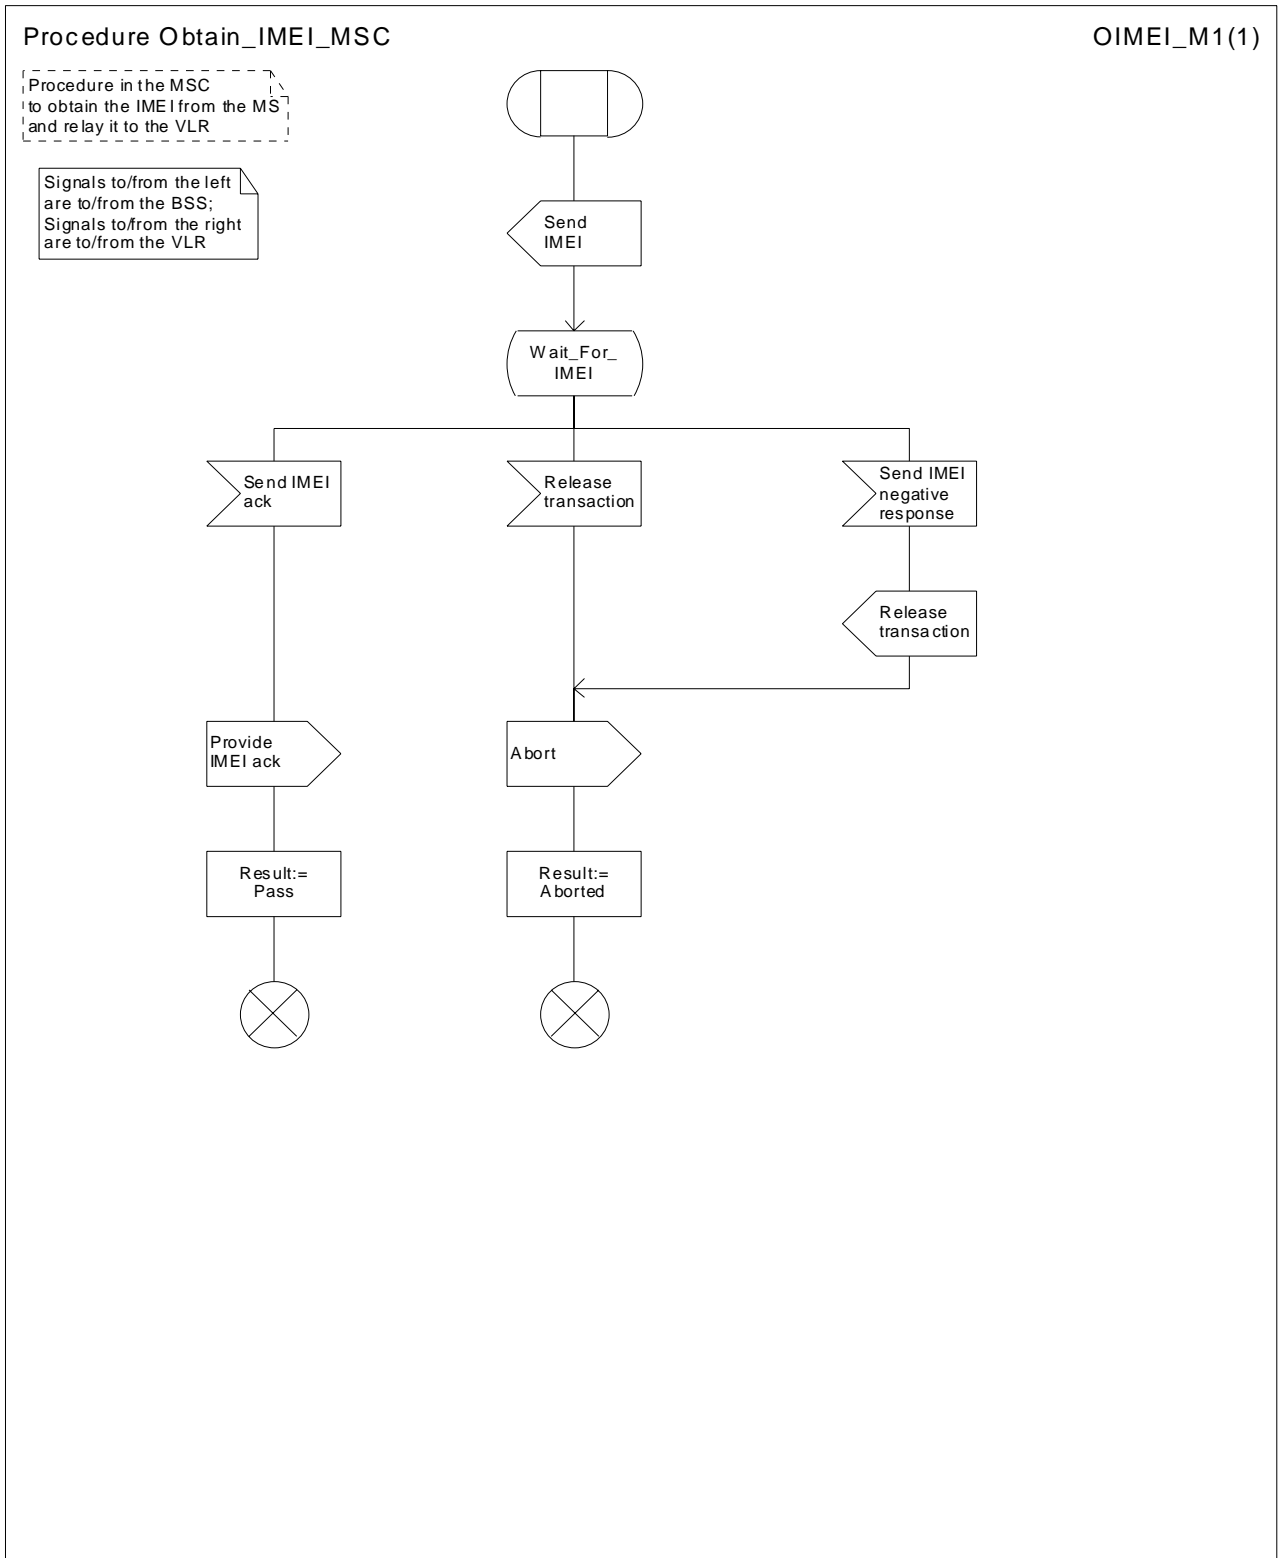 Procedure Obtain_IMEI_MSC
OIMEI_M1(1)
Procedure in the MSC
to obtain the IMEI from the MS
and relay it to the VLR
Signals to/from the left
are to/from the BSS;
Signals to/from the right
are to/from the VLR
Send
IMEI
Wait_For_
IMEI
Send IMEI
ack
Release
transaction
Send IMEI
negative
response
Release
transaction
Provide
IMEI ack
Abort
Result:=
Pass
Result:=
Aborted